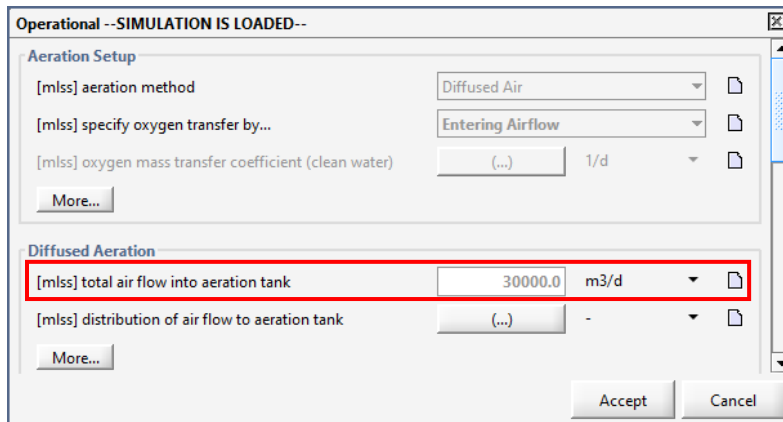 Operational --SIMULATION IS LOADED--
Aeration Setup
[mlss] aeration method Diffused Air
[mlss] specify oxygen transfer by... Entering Airflow
[mlss] oxygen mass transfer coefficient (clean water) (...) 1/d
More...
Diffused Aeration
[mlss] total air flow into aeration tank 30000.0 m3/d
[mlss] distribution of air flow to aeration tank (...) -
More...
Accept Cancel